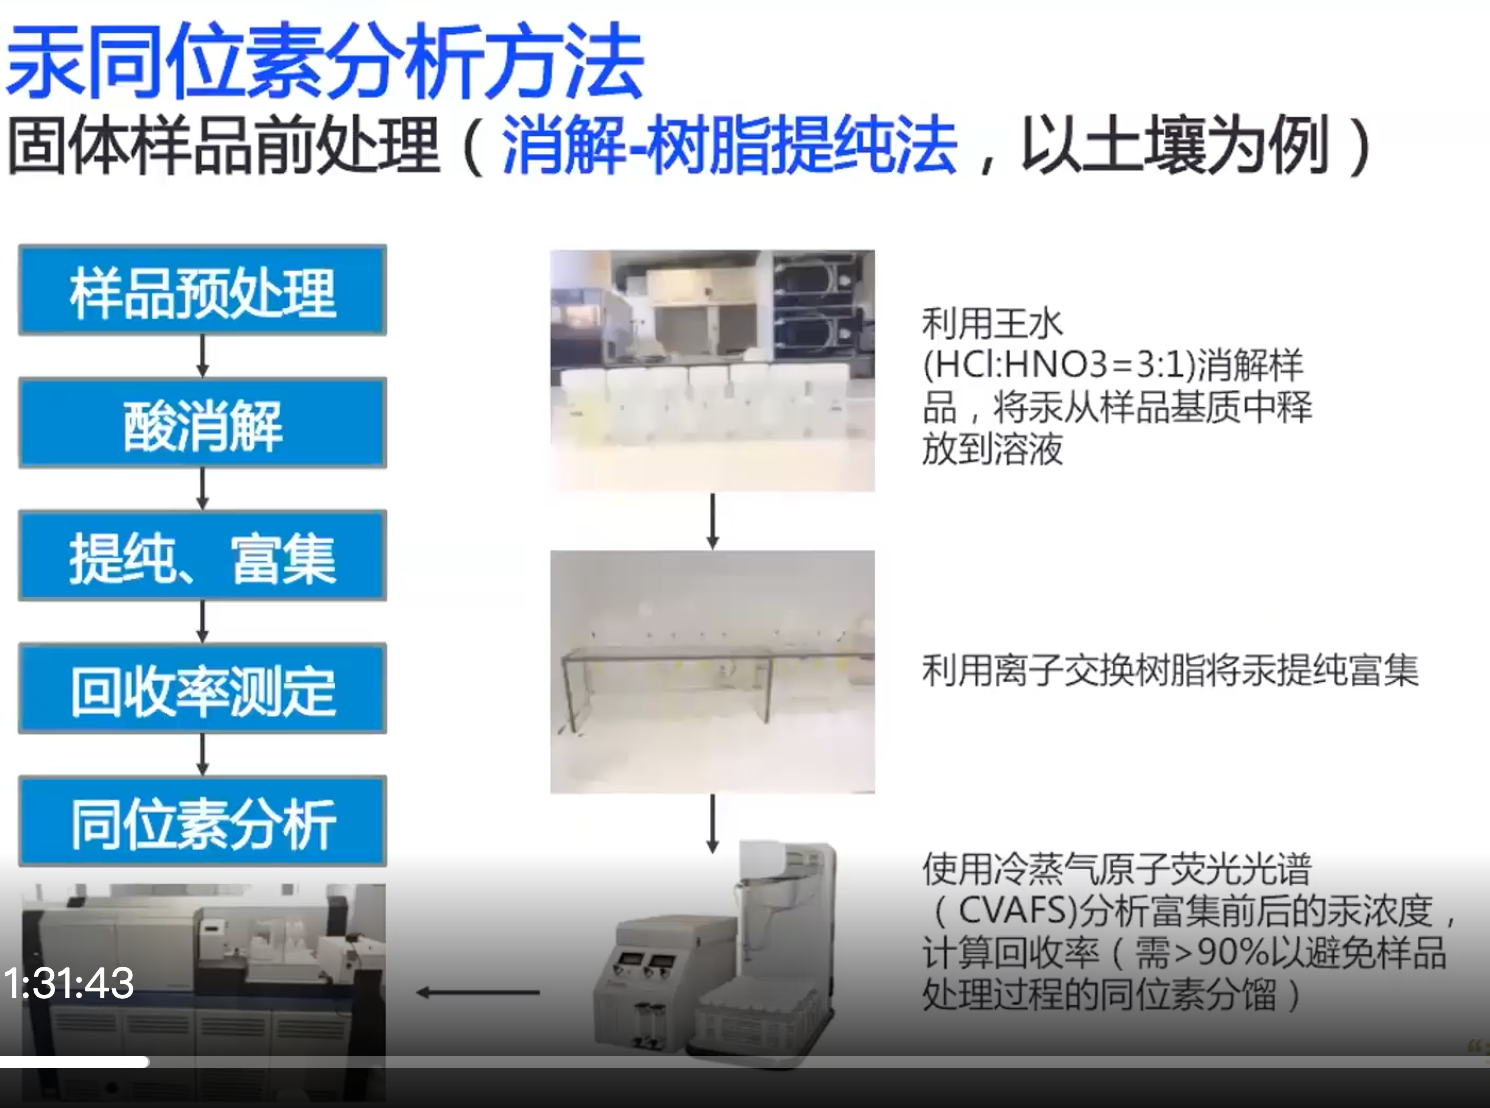 汞同位素分析方法
固体样品前处理（消解-树脂提纯法，以土壤为例）
样品预处理
酸消解
提纯、富集
回收率测定
同位素分析
利用王水
(HCl:HNO3=3:1)消解样
品，将汞从样品基质中释
放到溶液
利用离子交换树脂将汞提纯富集
使用冷蒸气原子荧光光谱
（CVAFS)分析富集前后的汞浓度，
计算回收率（需>90%以避免样品
处理过程的同位素分馏）
1:31:43